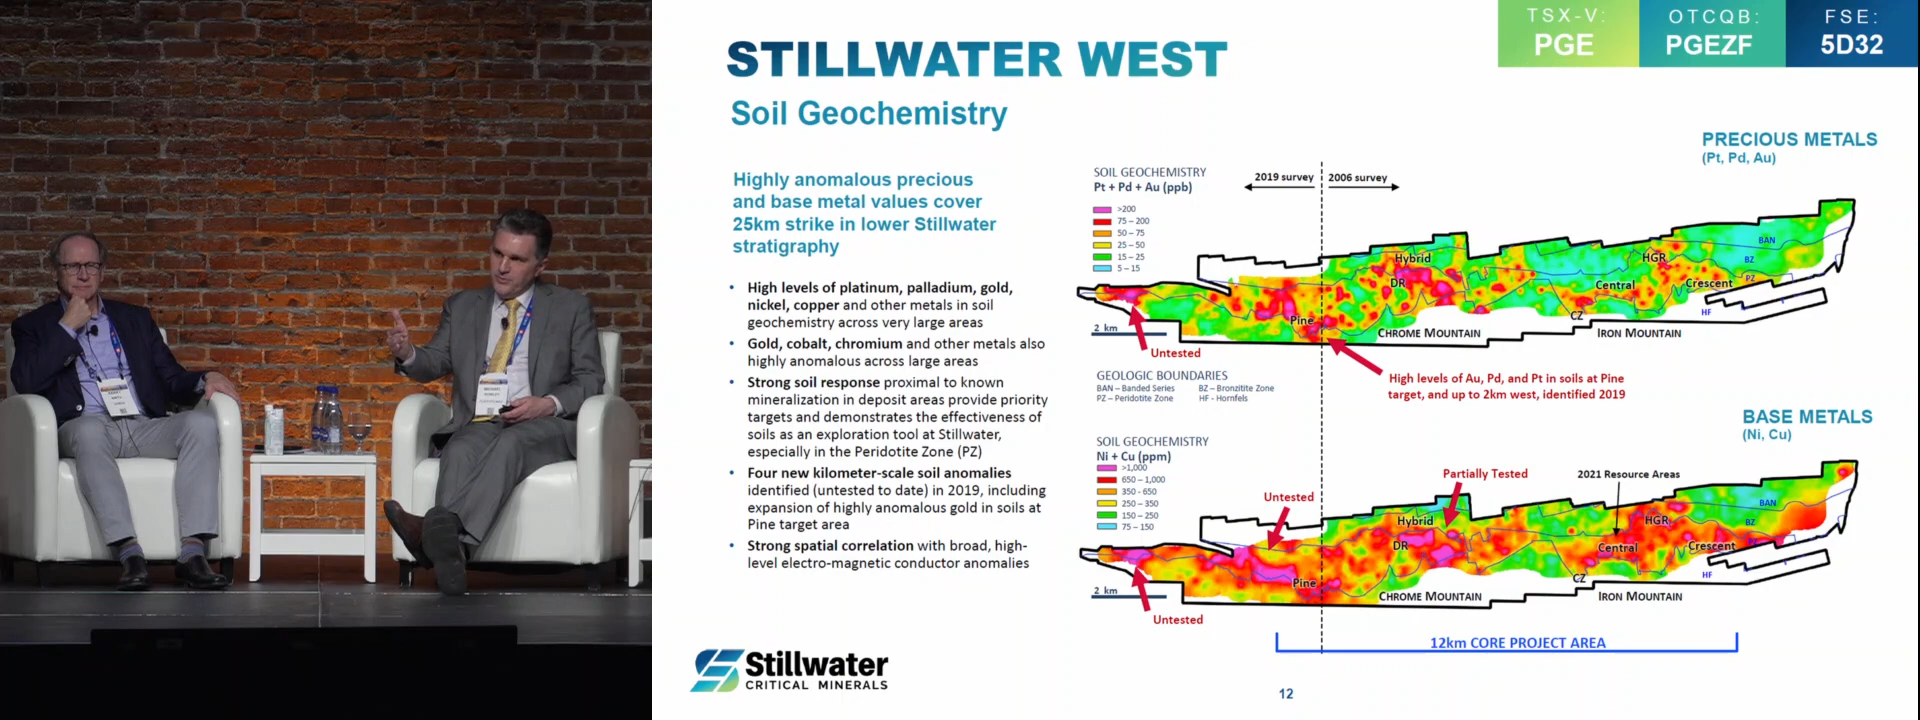 TSX-V:
PGE
OTCQB:
PGEZF
FSE:
5D32
STILLWATER WEST
Soil Geochemistry
Highly anomalous precious
and base metal values cover
25km strike in lower Stillwater
stratigraphy
• High levels of platinum, palladium, gold,
nickel, copper and other metals in soil
geochemistry across very large areas
• Gold, cobalt, chromium and other metals also
highly anomalous across large areas
• Strong soil response proximal to known
mineralization in deposit areas provide priority
targets and demonstrates the effectiveness of
soils as an exploration tool at Stillwater,
especially in the Peridotite Zone (PZ)
• Four new kilometer-scale soil anomalies
identified (untested to date) in 2019, including
expansion of highly anomalous gold in soils at
Pine target area
• Strong spatial correlation with broad, high-
level electro-magnetic conductor anomalies
PRECIOUS METALS
(Pt, Pd, Au)
SOIL GEOCHEMISTRY
Pt + Pd + Au (ppb)
>200
75 – 200
50 – 75
25 – 50
15 – 25
5 – 15
2019 survey
2006 survey
Hybrid
DR
Pine
HGR
Central
Crescent
CZ
BAN
BZ
PZ
HF
CHROME MOUNTAIN
IRON MOUNTAIN
2 km
Untested
High levels of Au, Pd, and Pt in soils at Pine
target, and up to 2km west, identified 2019
GEOLOGIC BOUNDARIES
BAN – Banded Series BZ – Bronzitite Zone
PZ – Peridotite Zone HF - Hornfels
BASE METALS
(Ni, Cu)
SOIL GEOCHEMISTRY
Ni + Cu (ppm)
>1,000
650 – 1,000
350 - 650
250 – 350
150 – 250
75 – 150
Untested
Partially Tested
2021 Resource Areas
Hybrid
DR
Pine
HGR
Central
Crescent
CZ
BAN
BZ
HF
CHROME MOUNTAIN
IRON MOUNTAIN
2 km
Untested
12km CORE PROJECT AREA
Stillwater
CRITICAL MINERALS
12